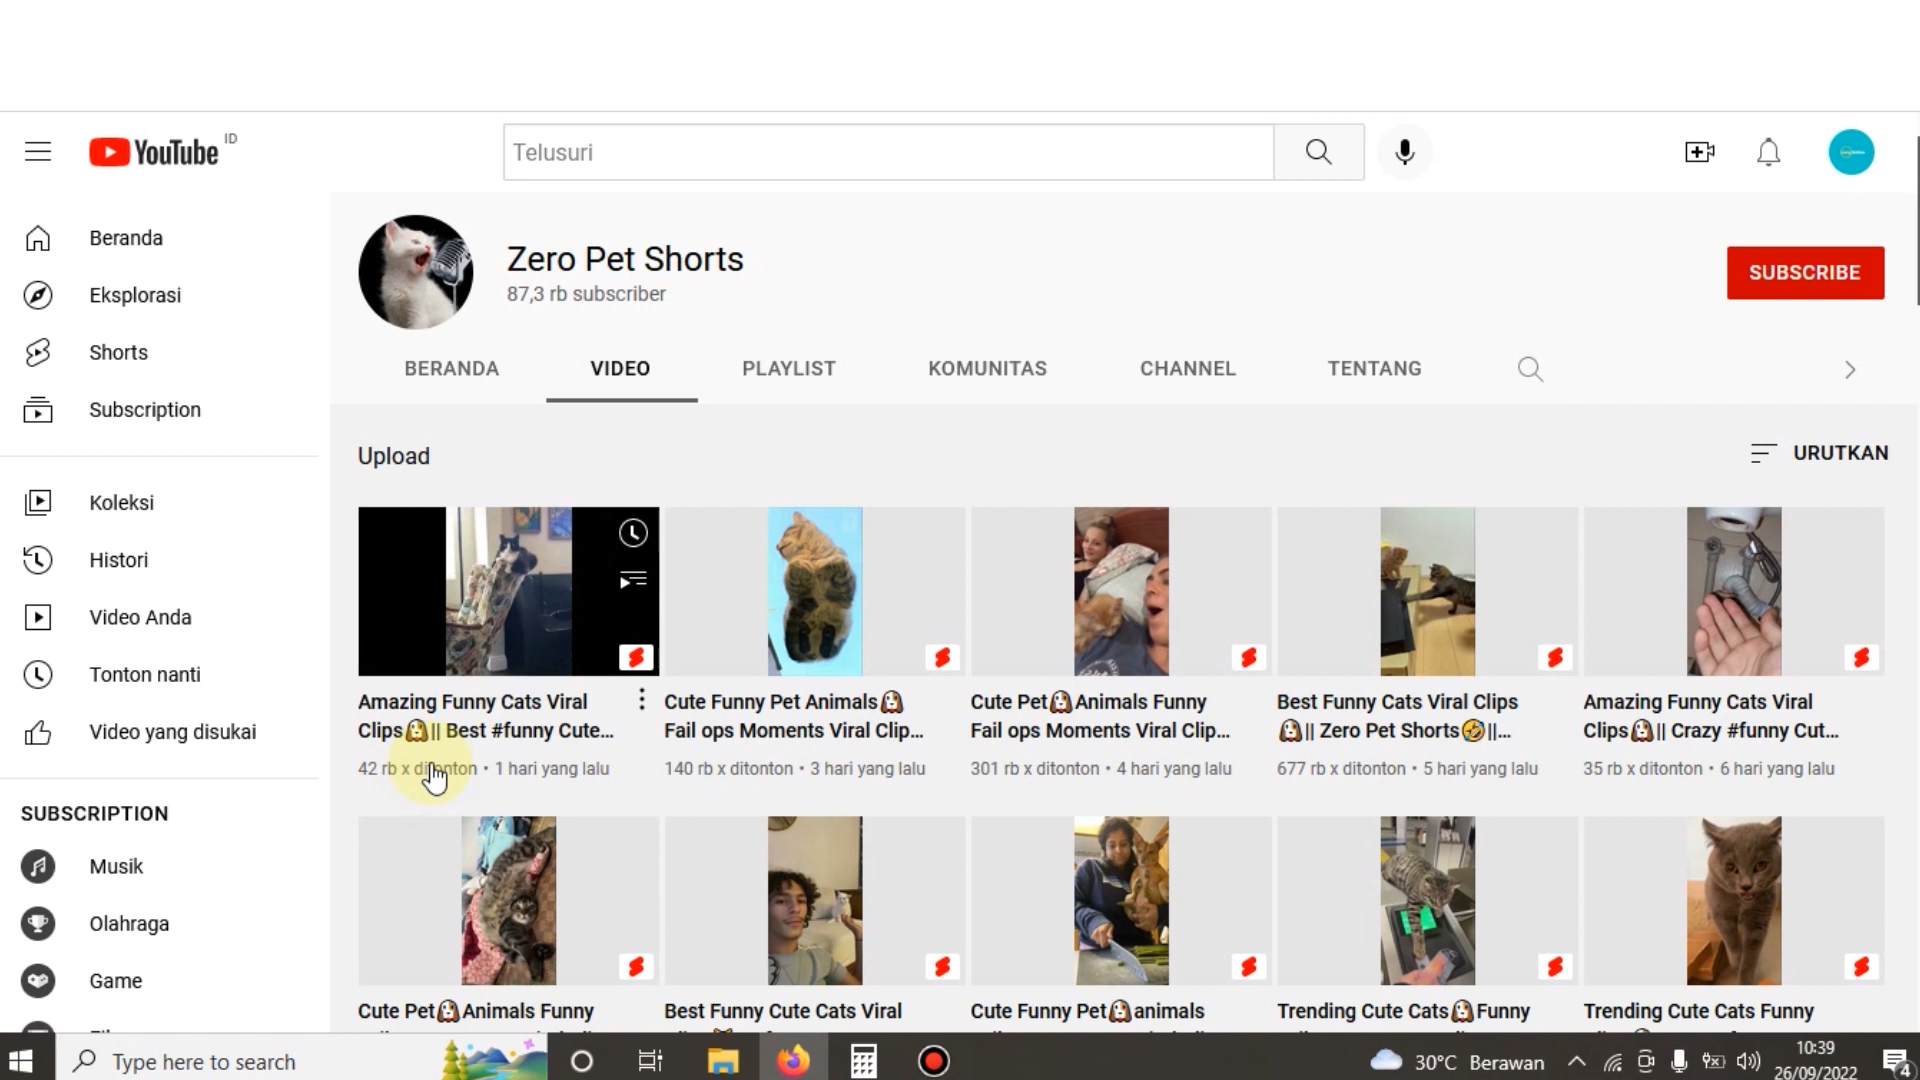 YouTube ID
Telusuri
Beranda
Eksplorasi
Shorts
Subscription
Koleksi
Histori
Video Anda
Tonton nanti
Video yang disukai
SUBSCRIPTION
Musik
Olahraga
Game
Zero Pet Shorts
87,3 rb subscriber
SUBSCRIBE
BERANDA VIDEO PLAYLIST KOMUNITAS CHANNEL TENTANG
Upload
URUTKAN
Amazing Funny Cats Viral
Clips🐶|| Best #funny Cute...
42 rb x ditonton • 1 hari yang lalu
Cute Funny Pet Animals🐶
Fail ops Moments Viral Clip...
140 rb x ditonton • 3 hari yang lalu
Cute Pet🐶Animals Funny
Fail ops Moments Viral Clip...
301 rb x ditonton • 4 hari yang lalu
Best Funny Cats Viral Clips
🐶|| Zero Pet Shorts🤣||...
677 rb x ditonton • 5 hari yang lalu
Amazing Funny Cats Viral
Clips🐶|| Crazy #funny Cut...
35 rb x ditonton • 6 hari yang lalu
Cute Pet🐶Animals Funny
Best Funny Cute Cats Viral
Cute Funny Pet🐶animals
Trending Cute Cats🐶Funny
Trending Cute Cats Funny
Type here to search
30°C Berawan
10:39
26/09/2022
4